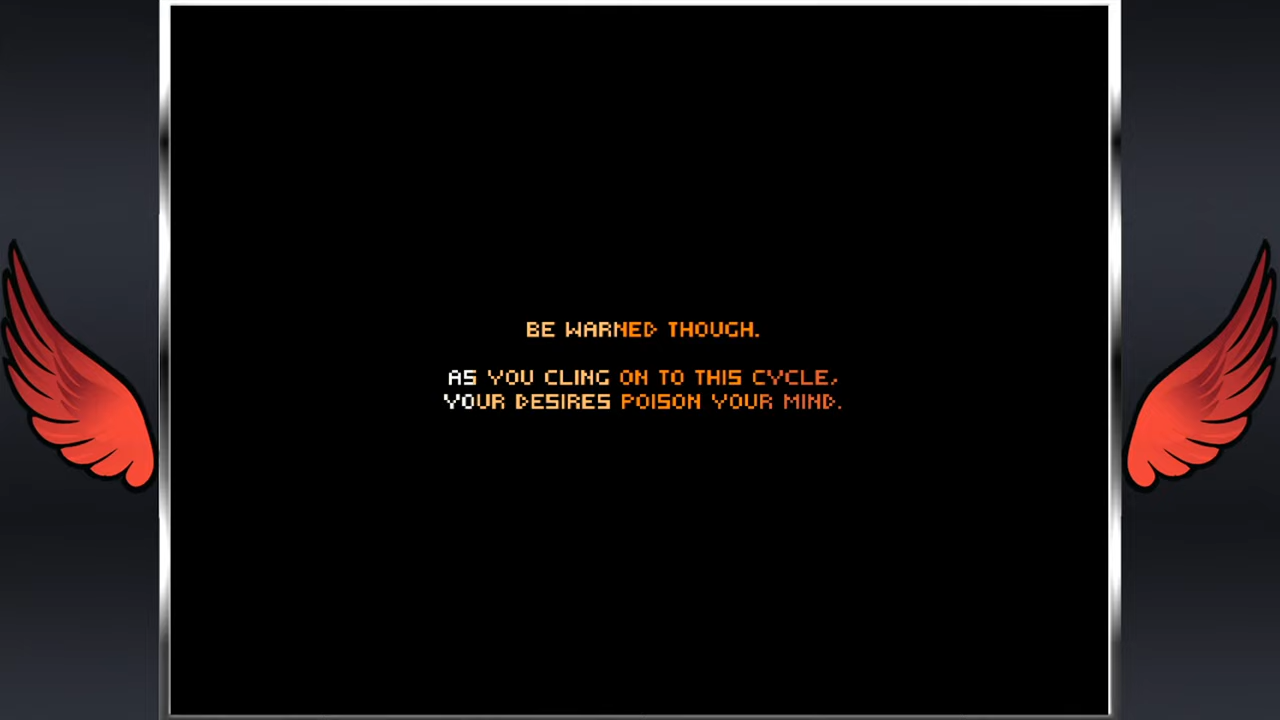 BE WARNED THOUGH.
AS YOU CLING ON TO THIS CYCLE,
YOUR DESIRES POISON YOUR MIND.